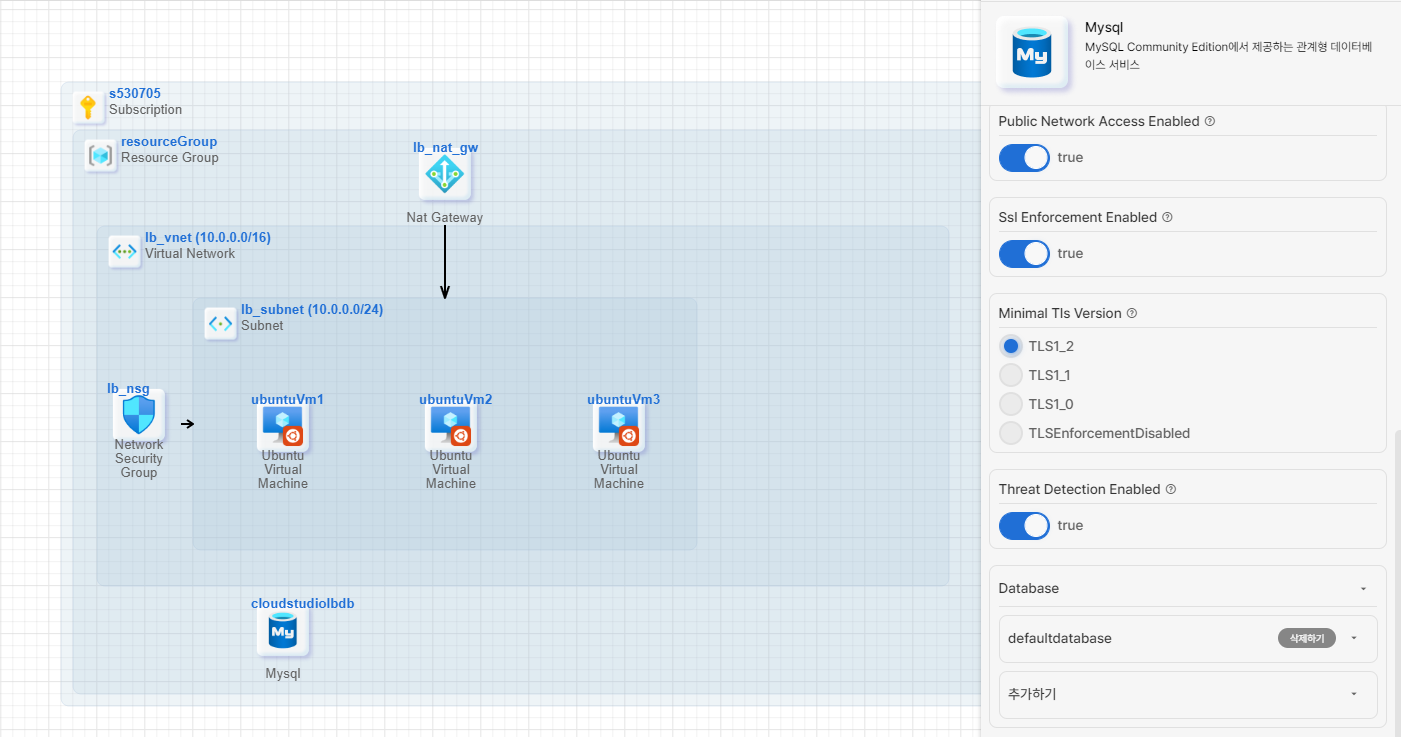 s530705
Subscription
resourceGroup
Resource Group
lb_nat_gw
Nat Gateway
lb_vnet (10.0.0.0/16)
Virtual Network
lb_subnet (10.0.0.0/24)
Subnet
lb_nsg
Network
Security
Group
ubuntuVm1
Ubuntu
Virtual
Machine
ubuntuVm2
Ubuntu
Virtual
Machine
ubuntuVm3
Ubuntu
Virtual
Machine
cloudstudiolbdb
My
Mysql
My
Mysql
MySQL Community Edition에서 제공하는 관계형 데이터베
이스 서비스
Public Network Access Enabled ?
true
Ssl Enforcement Enabled ?
true
Minimal Tls Version ?
TLS1_2
TLS1_1
TLS1_0
TLSEnforcementDisabled
Threat Detection Enabled ?
true
Database
defaultdatabase
삭제하기
추가하기